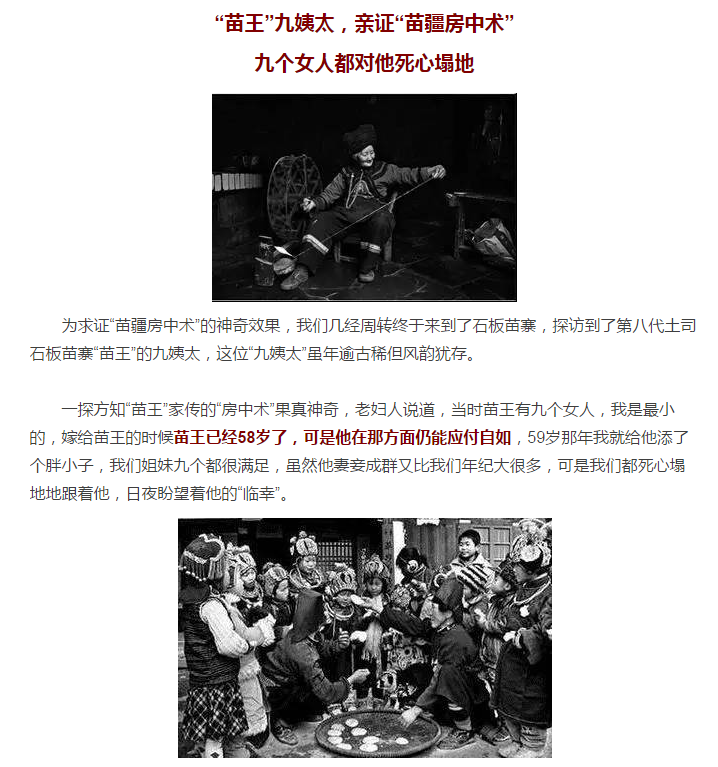 “苗王”九姨太，亲证“苗疆房中术”
九个女人都对他死心塌地
为求证“苗疆房中术”的神奇效果，我们几经周转终于来到了石板苗寨，探访到了第八代土司
石板苗寨“苗王”的九姨太，这位“九姨太”虽年逾古稀但风韵犹存。
一探方知“苗王”家传的“房中术”果真神奇，老妇人说道，当时苗王有九个女人，我是最小
的，嫁给苗王的时候苗王已经58岁了，可是他在那方面仍能应付自如，59岁那年我就给他添了
个胖小子，我们姐妹九个都很满足，虽然他妻妾成群又比我们年纪大很多，可是我们都死心塌
地地跟着他，日夜盼望着他的“临幸”。